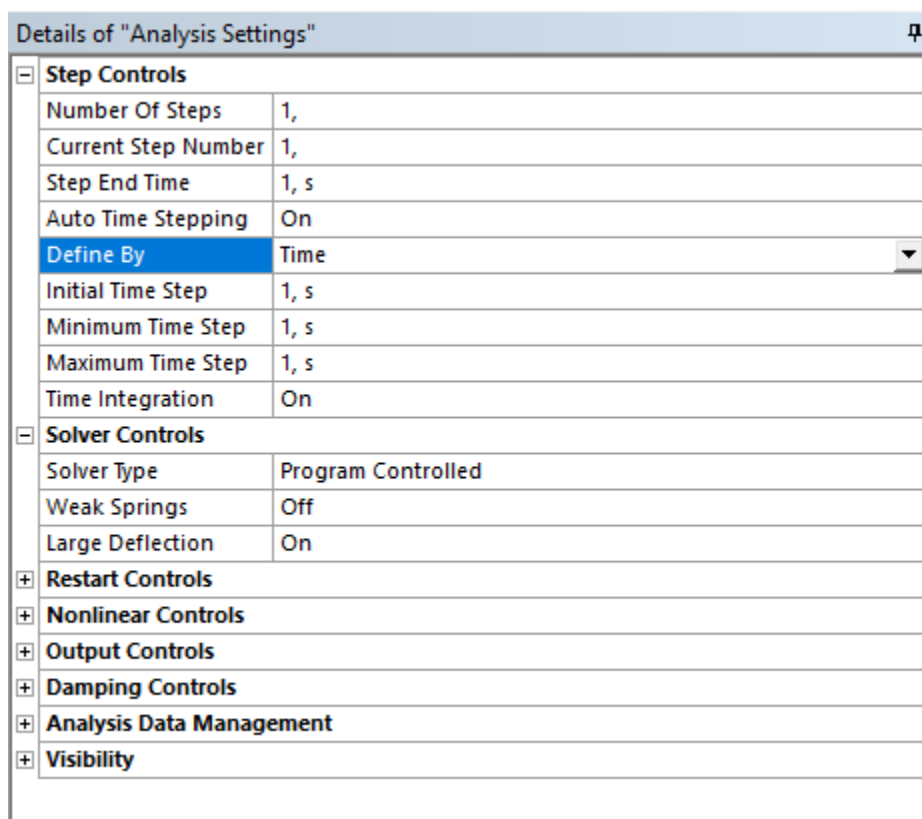 Details of "Analysis Settings"
Step Controls
Number Of Steps 1,
Current Step Number 1,
Step End Time 1, s
Auto Time Stepping On
Define By Time
Initial Time Step 1, s
Minimum Time Step 1, s
Maximum Time Step 1, s
Time Integration On
Solver Controls
Solver Type Program Controlled
Weak Springs Off
Large Deflection On
Restart Controls
Nonlinear Controls
Output Controls
Damping Controls
Analysis Data Management
Visibility